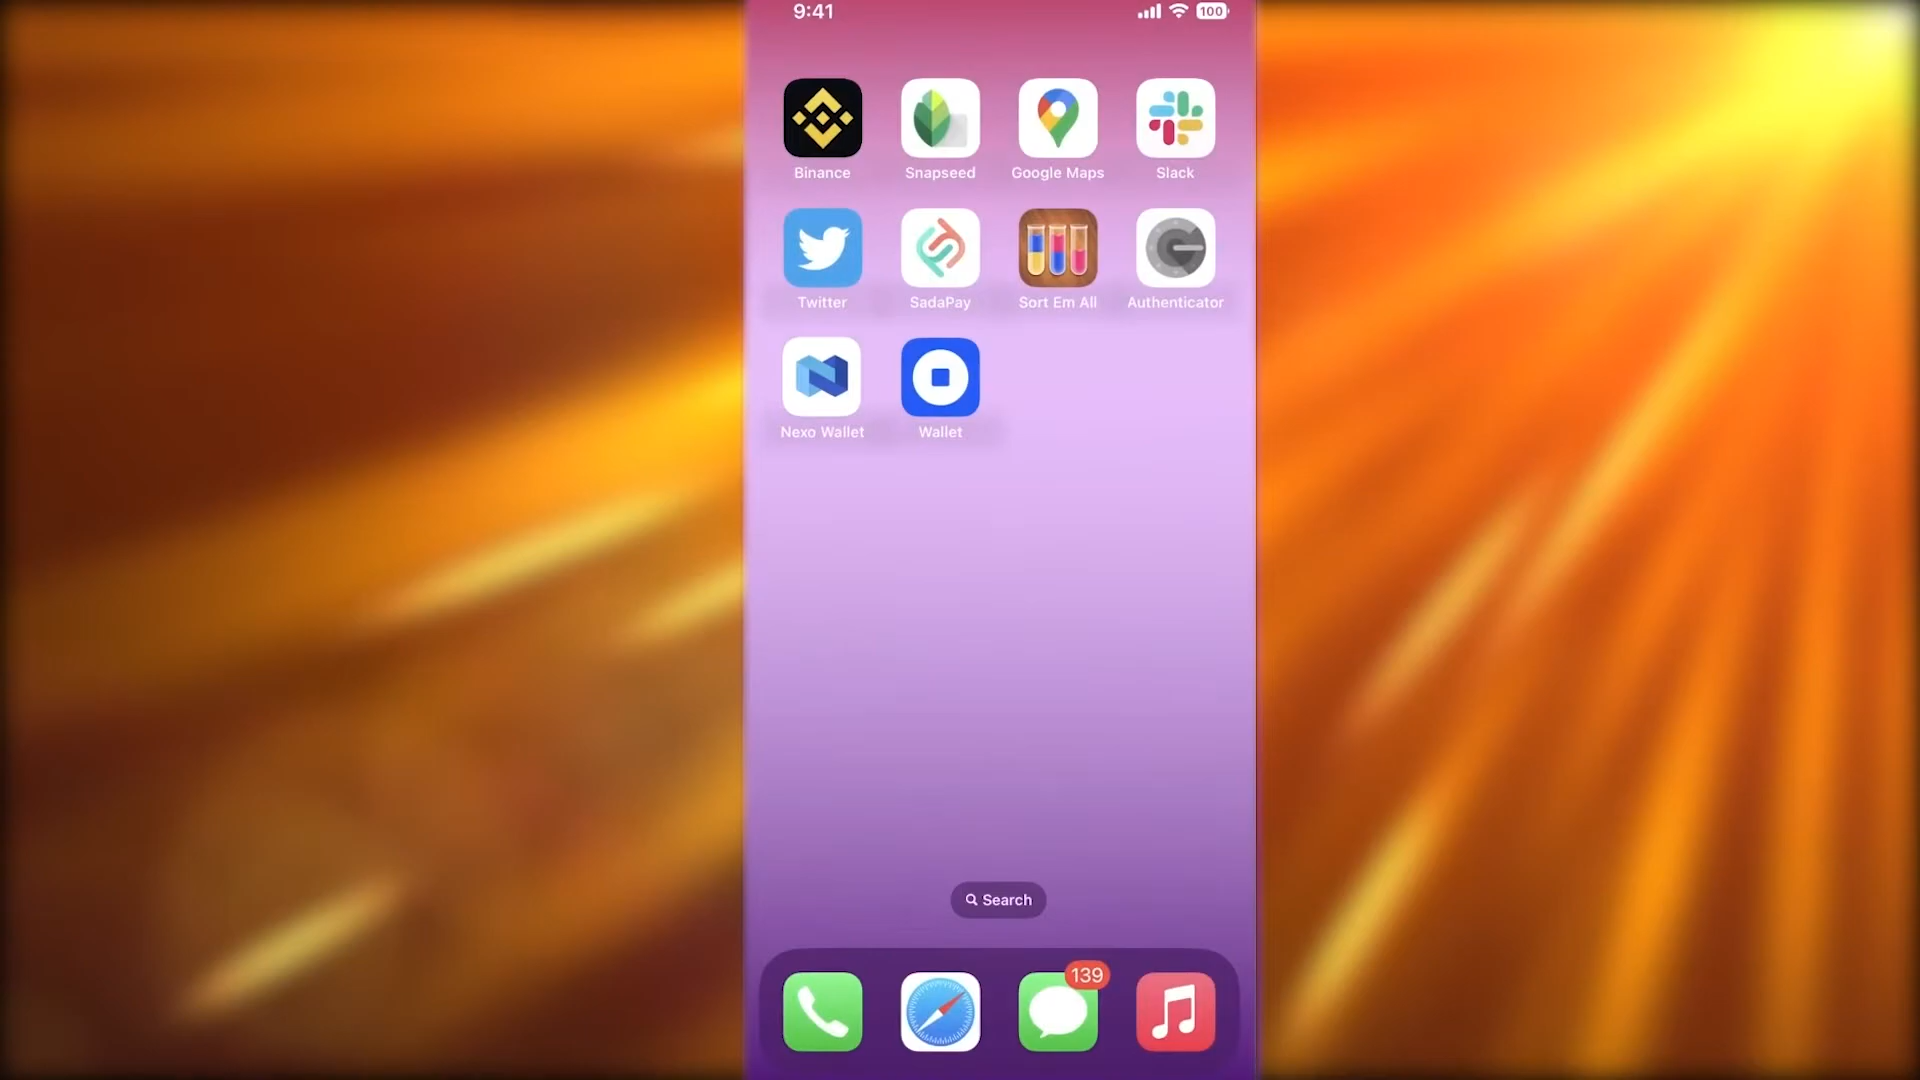 9:41 100
Binance Snapseed Google Maps Slack
Twitter SadaPay Sort Em All Authenticator
Nexo Wallet Wallet
Search
139